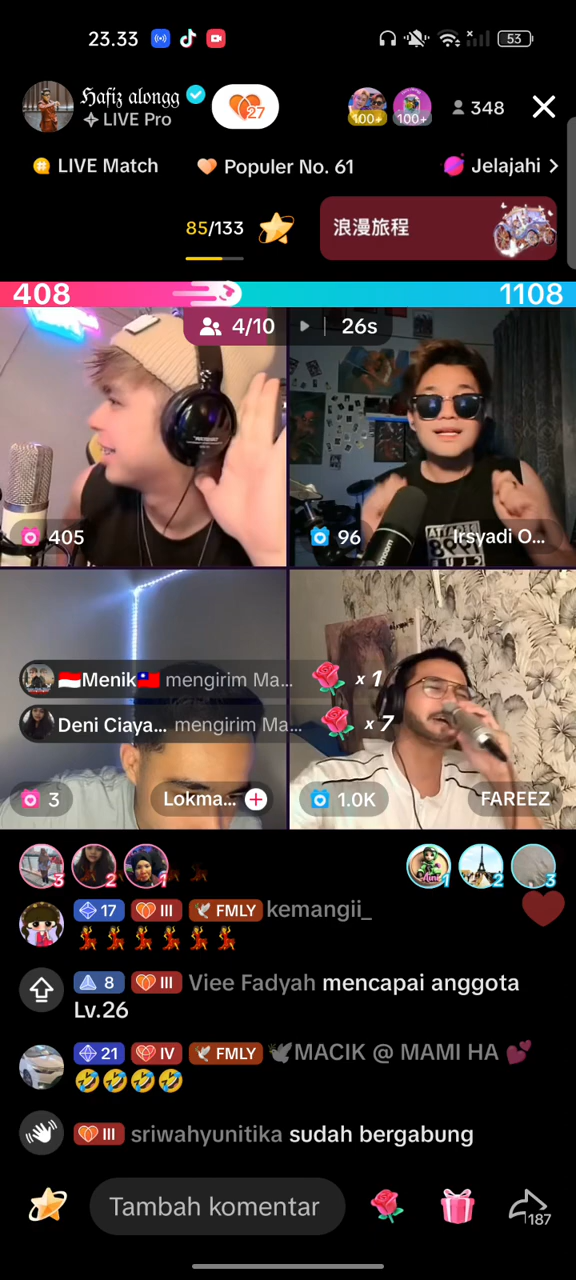 23.33
53
Hafiz alongg
27
LIVE Pro
100+
100+
348
LIVE Match
Populer No. 61
Jelajahi
85/133
浪漫旅程
408
1108
4/10
26s
405
96
Irsyadi O...
Menik mengirim Ma...
x 1
Deni Ciaya... mengirim Ma...
x 7
3
Lokma...
1.0K
FAREEZ
3
2
1
1
2
3
17 III FMLY kemangii_
8 III Viee Fadyah mencapai anggota
Lv.26
21 IV FMLY MACIK @ MAMI HA
III sriwahyunitika sudah bergabung
Tambah komentar
187